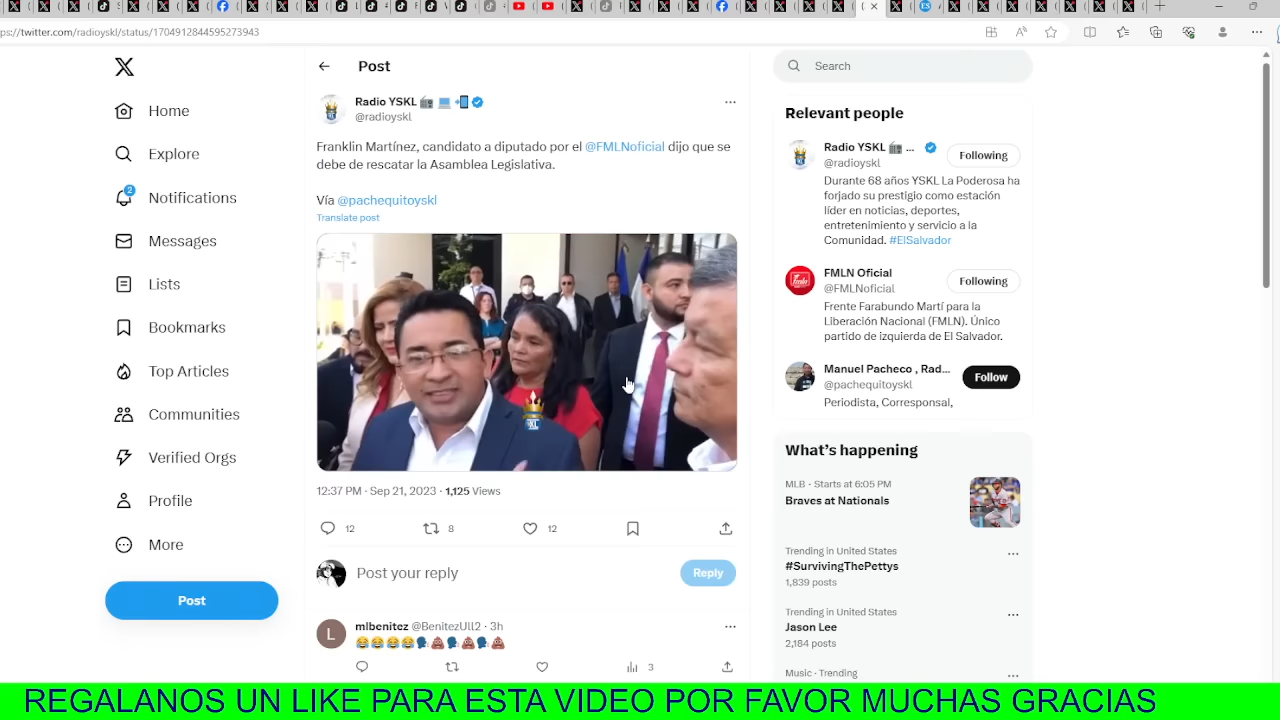 ps://twitter.com/radioyskl/status/1704912844595273943
Home
Explore
2
Notifications
Messages
Lists
Bookmarks
Top Articles
Communities
Verified Orgs
Profile
More
Post
Post
Radio YSKL
@radioyskl
Franklin Martínez, candidato a diputado por el @FMLNoficial dijo que se
debe de rescatar la Asamblea Legislativa.
Vía @pachequitoyskl
Translate post
12:37 PM · Sep 21, 2023 · 1,125 Views
12 8 12
Post your reply
Reply
L
mlbenitez @BenitezUll2 · 3h
3
Search
Relevant people
Radio YSKL ...
@radioyskl
Following
Durante 68 años YSKL La Poderosa ha
forjado su prestigio como estación
líder en noticias, deportes,
entretenimiento y servicio a la
Comunidad. #ElSalvador
FMLN Oficial
@FMLNoficial
Following
Frente Farabundo Martí para la
Liberación Nacional (FMLN). Único
partido de izquierda de El Salvador.
Manuel Pacheco , Rad...
@pachequitoyskl
Follow
Periodista, Corresponsal,
What's happening
MLB · Starts at 6:05 PM
Braves at Nationals
Trending in United States
#SurvivingThePettys
1,839 posts
Trending in United States
Jason Lee
2,184 posts
Music · Trending
REGALANOS UN LIKE PARA ESTA VIDEO POR FAVOR MUCHAS GRACIAS